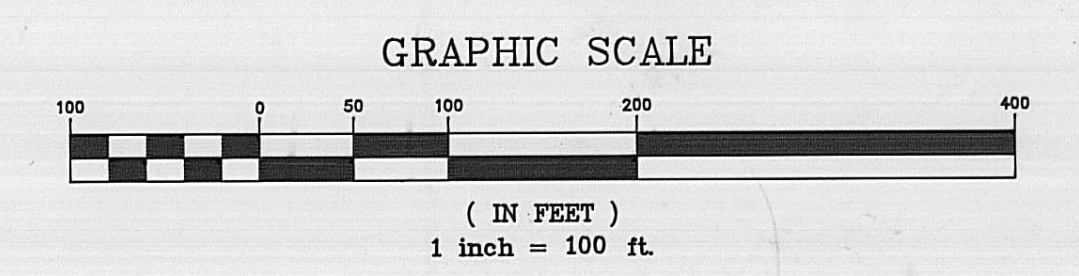 GRAPHIC SCALE
100 0 50 100 200 400
( IN FEET )
1 inch = 100 ft.